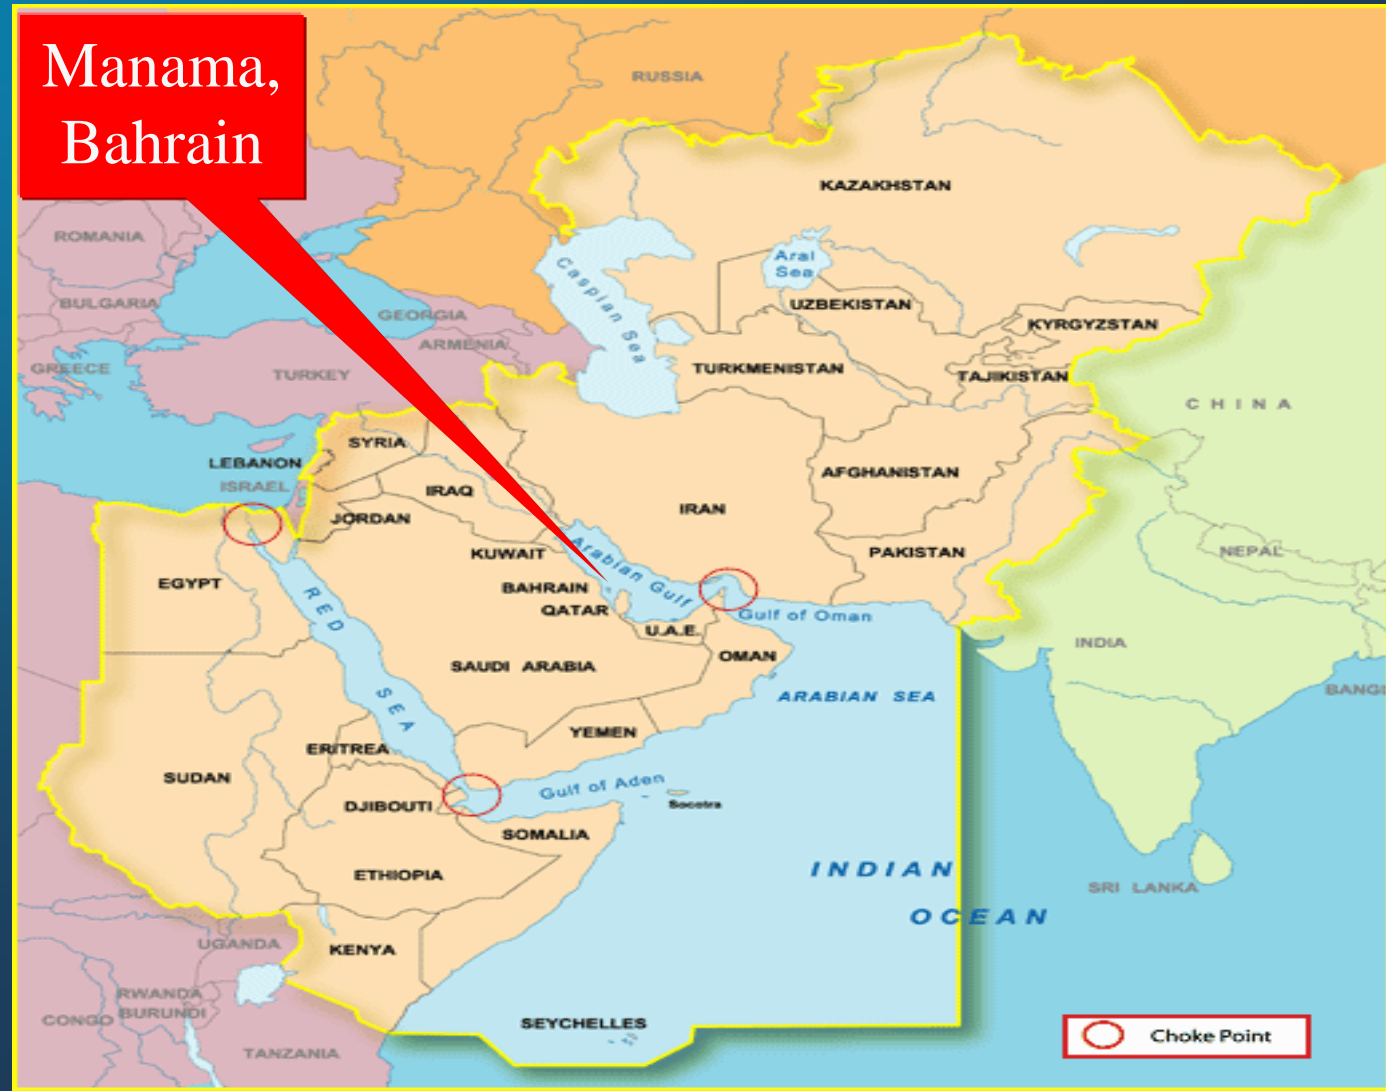 Manama,
Bahrain
RUSSIA
KAZAKHSTAN
ROMANIA
Aral
Sea
Caspian Sea
BULGARIA
UZBEKISTAN
GEORGIA
KYRGYZSTAN
ARMENIA
GREECE
TURKEY
TURKMENISTAN
TAJIKISTAN
CHINA
SYRIA
LEBANON
AFGHANISTAN
ISRAEL
IRAQ
IRAN
JORDAN
KUWAIT
Arabian Gulf
PAKISTAN
NEPAL
EGYPT
BAHRAIN
QATAR
RED SEA
Gulf of Oman
U.A.E.
INDIA
OMAN
SAUDI ARABIA
ARABIAN SEA
BANGL
YEMEN
ERITREA
SUDAN
Gulf of Aden
DJIBOUTI
Socotra
SOMALIA
ETHIOPIA
INDIAN
OCEAN
SRI LANKA
UGANDA
KENYA
RWANDA
BURUNDI
CONGO
SEYCHELLES
TANZANIA
Choke Point